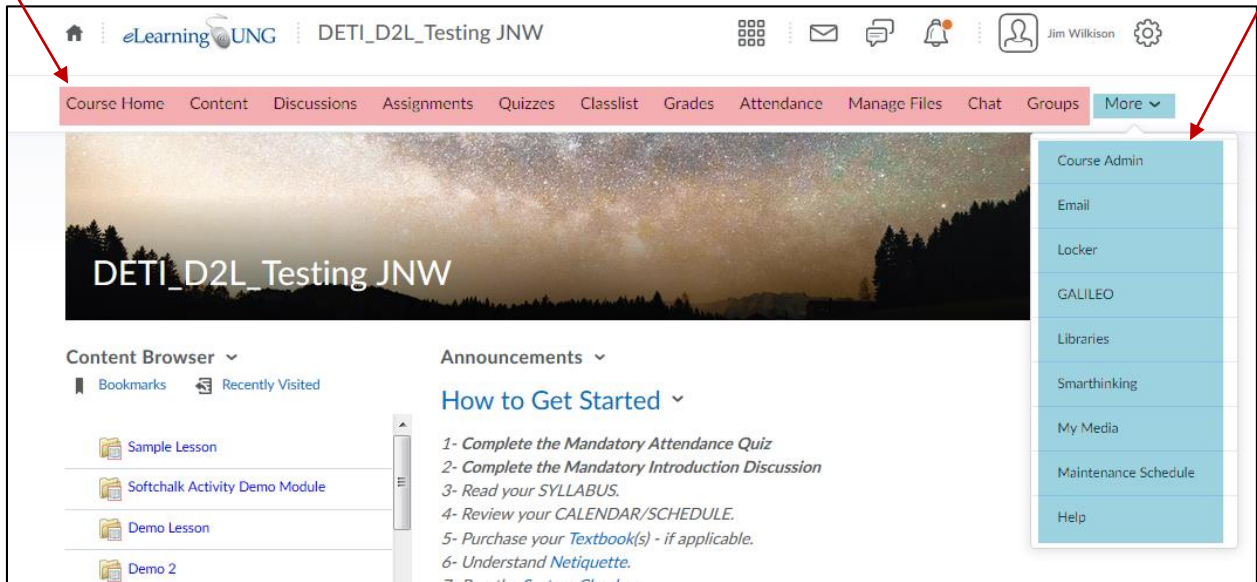 eLearning UNG DETI_D2L_Testing JNW Jim Wilkison
Course Home Content Discussions Assignments Quizzes Classlist Grades Attendance Manage Files Chat Groups More
Course Admin
Email
Locker
GALILEO
Libraries
Smarthinking
My Media
Maintenance Schedule
Help
DETI_D2L_Testing JNW
Content Browser
Bookmarks Recently Visited
Sample Lesson
Softchalk Activity Demo Module
Demo Lesson
Demo 2
Announcements
How to Get Started
1- Complete the Mandatory Attendance Quiz
2- Complete the Mandatory Introduction Discussion
3- Read your SYLLABUS.
4- Review your CALENDAR/SCHEDULE.
5- Purchase your Textbook(s) - if applicable.
6- Understand Netiquette.